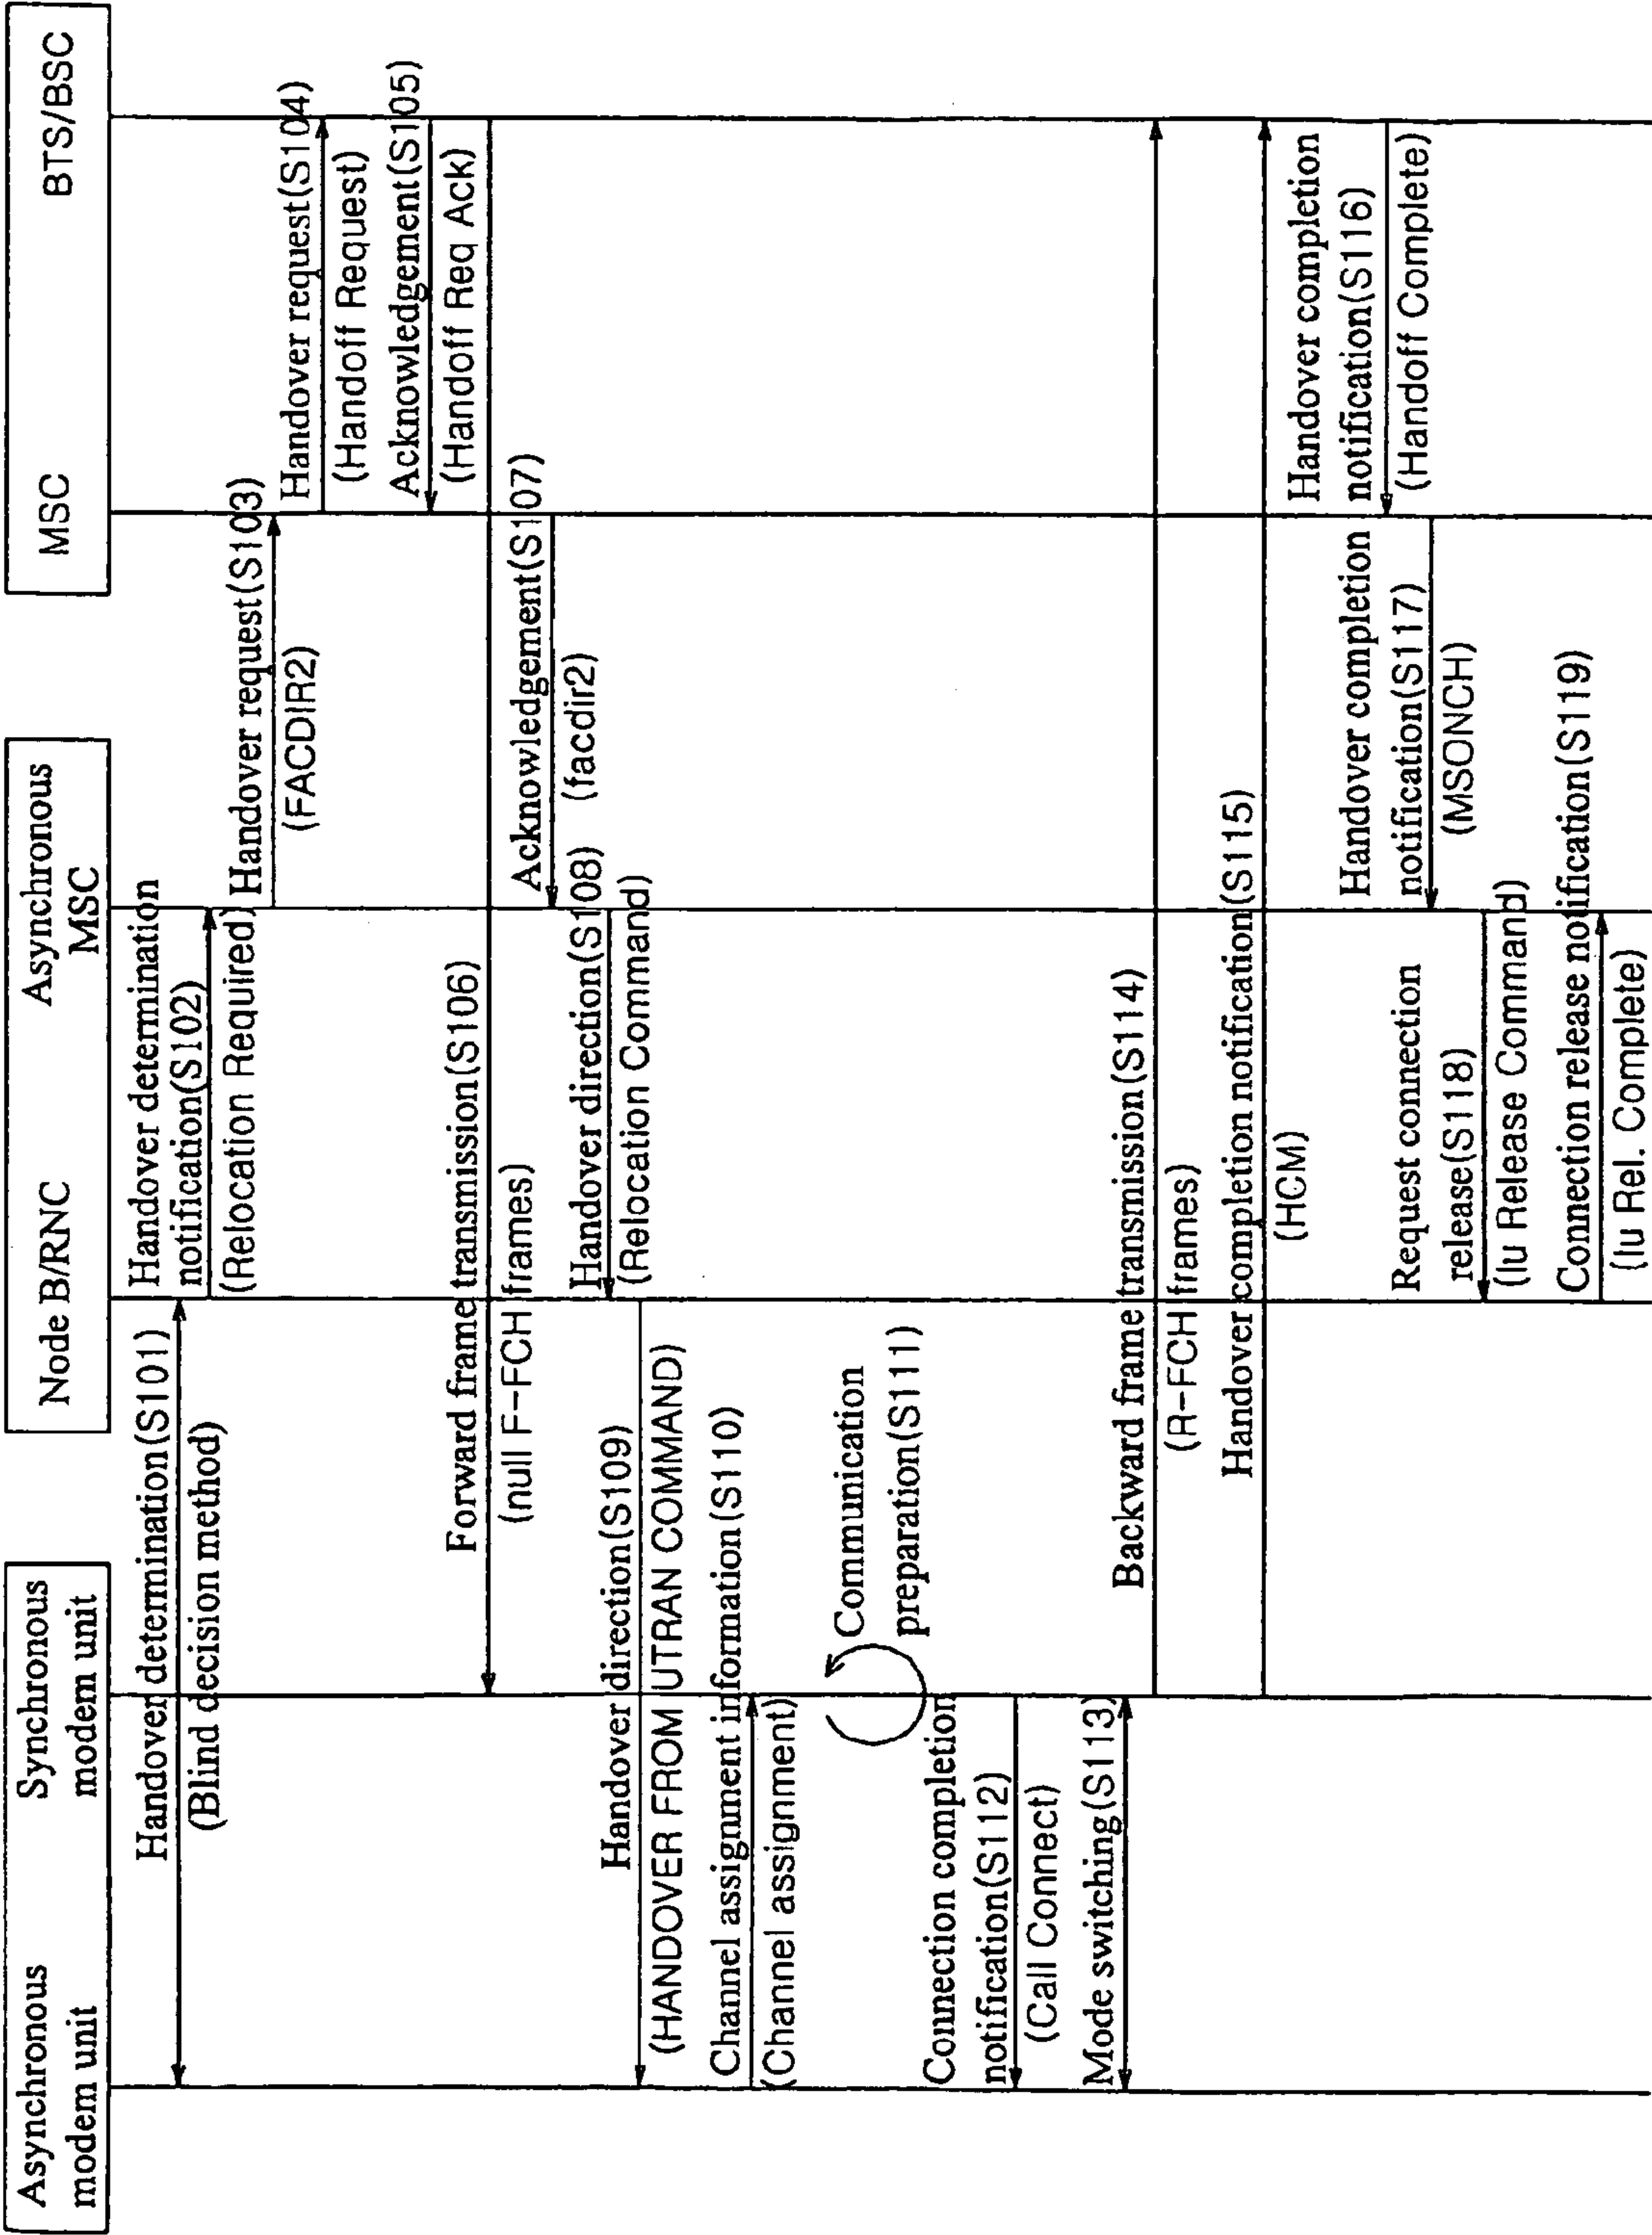 Asynchronous
modem unit
Synchronous
modem unit
Node B/RNC
Asynchronous
MSC
MSC
BTS/BSC
Handover determination(S101)
(Blind decision method)
Handover determination
notification(S102)
(Relocation Required)
Handover request(S103)
(FACDIR2)
Handover request(S104)
(Handoff Request)
Acknowledgement(S105)
(Handoff Req Ack)
Forward frame transmission(S106)
(null F-FCH frames)
Acknowledgement(S107)
(facdir2)
Handover direction(S108)
(Relocation Command)
Handover direction(S109)
(HANDOVER FROM UTRAN COMMAND)
Channel assignment information(S110)
(Channel assignment)
Communication
preparation(S111)
Connection completion
notification(S112)
(Call Connect)
Mode switching(S113)
Backward frame transmission(S114)
(R-FCH frames)
Handover completion notification(S115)
(HCM)
Handover completion
notification(S116)
(Handoff Complete)
Handover completion
notification(S117)
(MSONCH)
Request connection
release(S118)
(Iu Release Command)
Connection release notification(S119)
(Iu Rel. Complete)